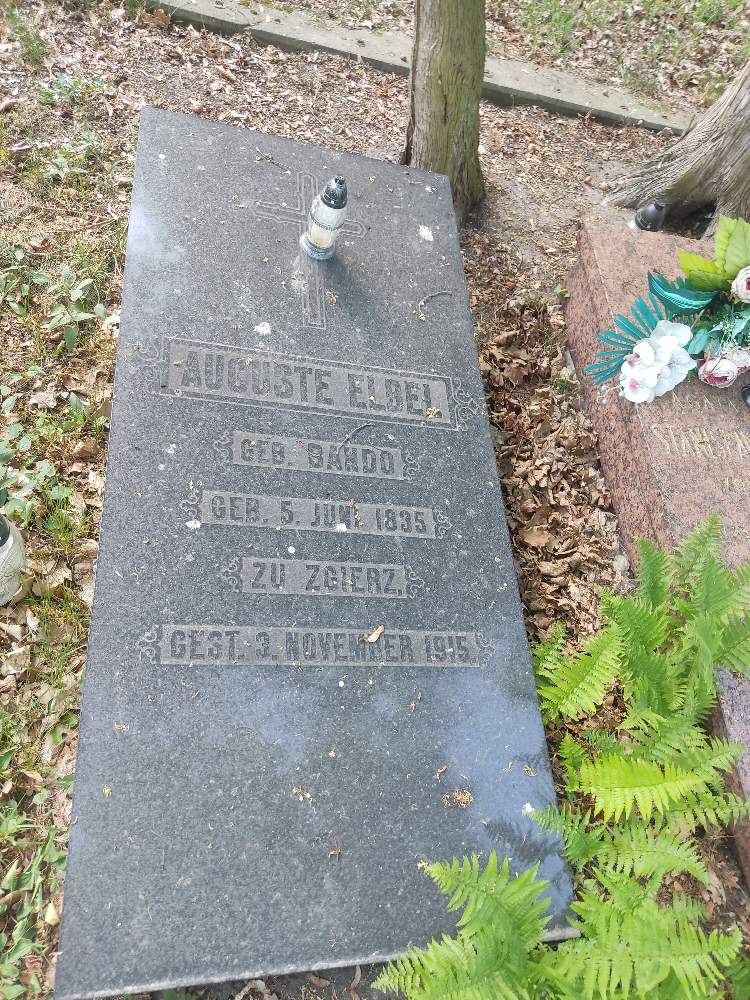 AUGUSTE ELBEL
GEB. BANDO
GEB. 5. JUNI 1835
ZU ZGIERZ.
GEST. 3. NOVEMBER 1915.